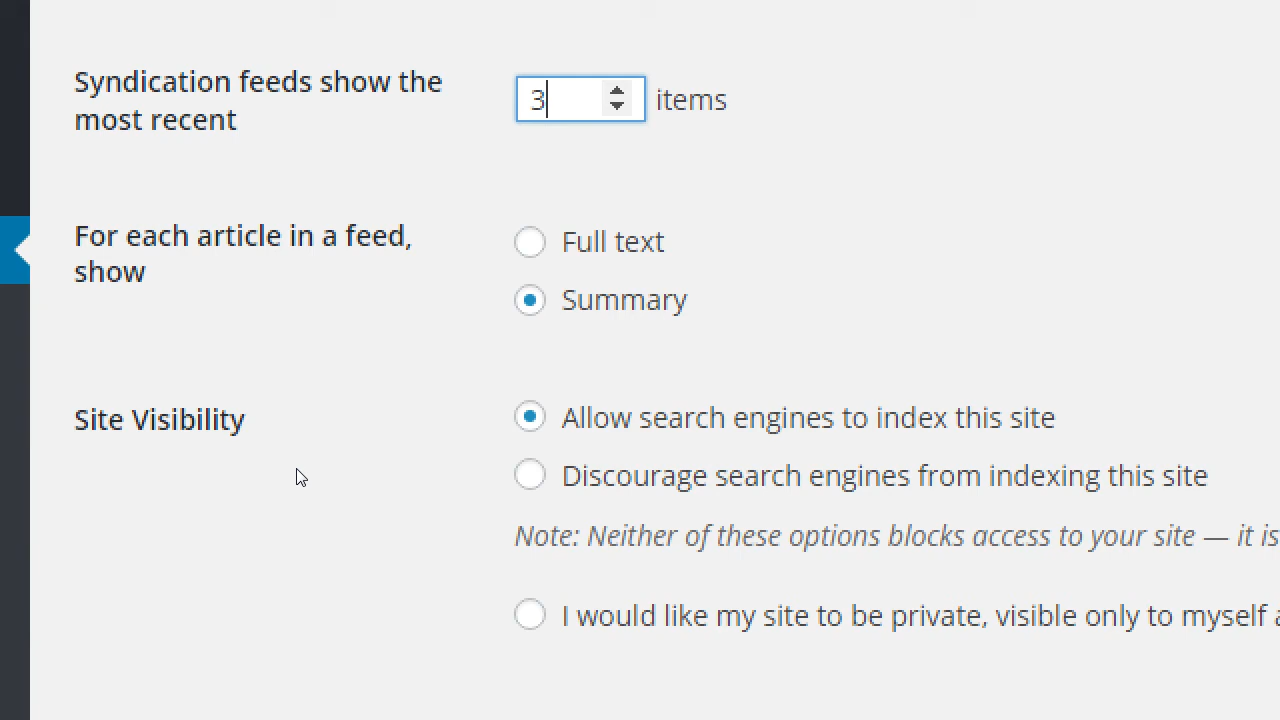 Syndication feeds show the
most recent
3 items
For each article in a feed,
show
Full text
Summary
Site Visibility
Allow search engines to index this site
Discourage search engines from indexing this site
Note: Neither of these options blocks access to your site — it is
I would like my site to be private, visible only to myself a